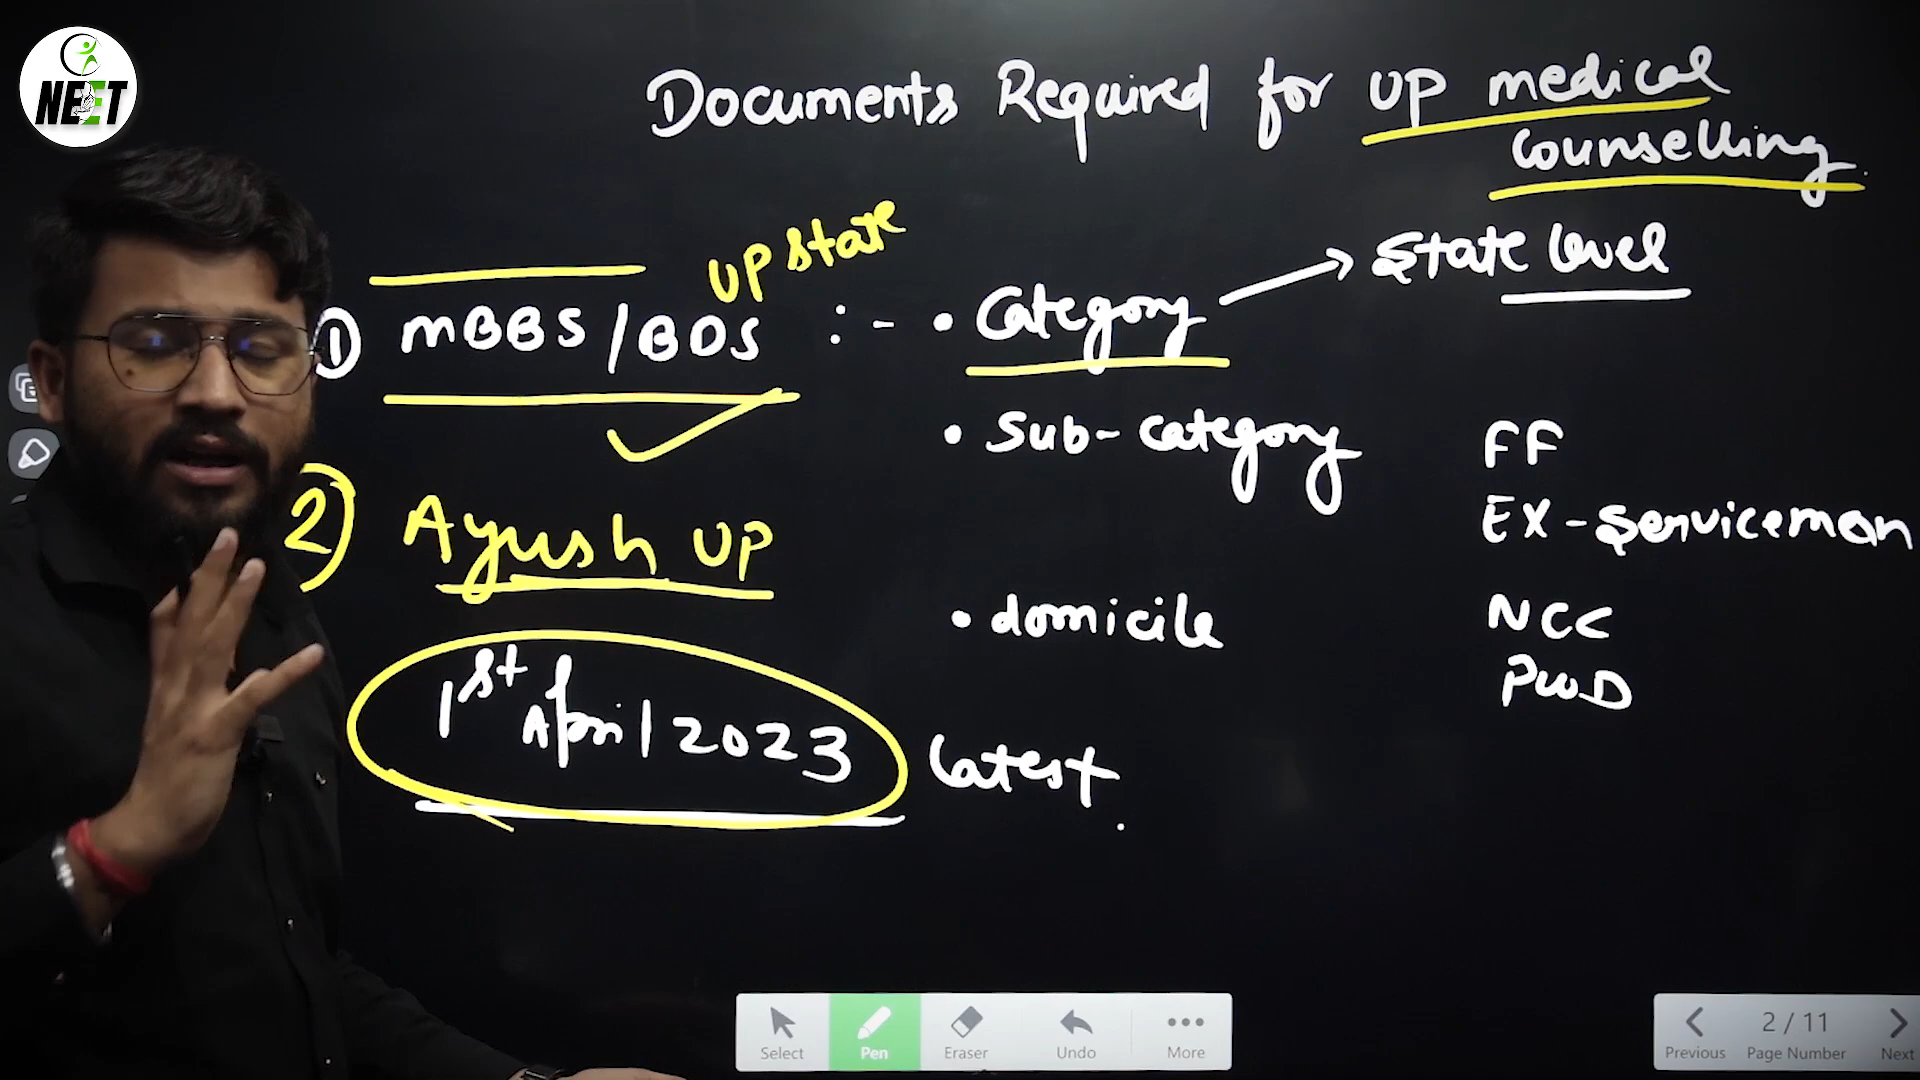 NEET
Documents Required for UP medical
counselling
UP state
1) MBBS / BDS :- • Category → State level
• Sub-category
FF
EX-serviceman
2) Ayush UP
• domicile
NCC
PWD
1st April 2023 latest
Select
Pen
Eraser
Undo
More
2 / 11
Previous
Page Number
Next